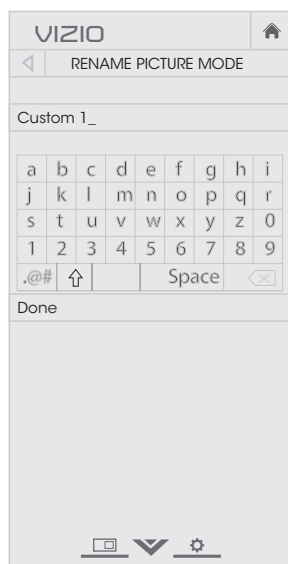 VIZIO
RENAME PICTURE MODE
Custom 1_
a b c d e f g h i
j k l m n o p q r
s t u v w x y z 0
1 2 3 4 5 6 7 8 9
.@# Space
Done